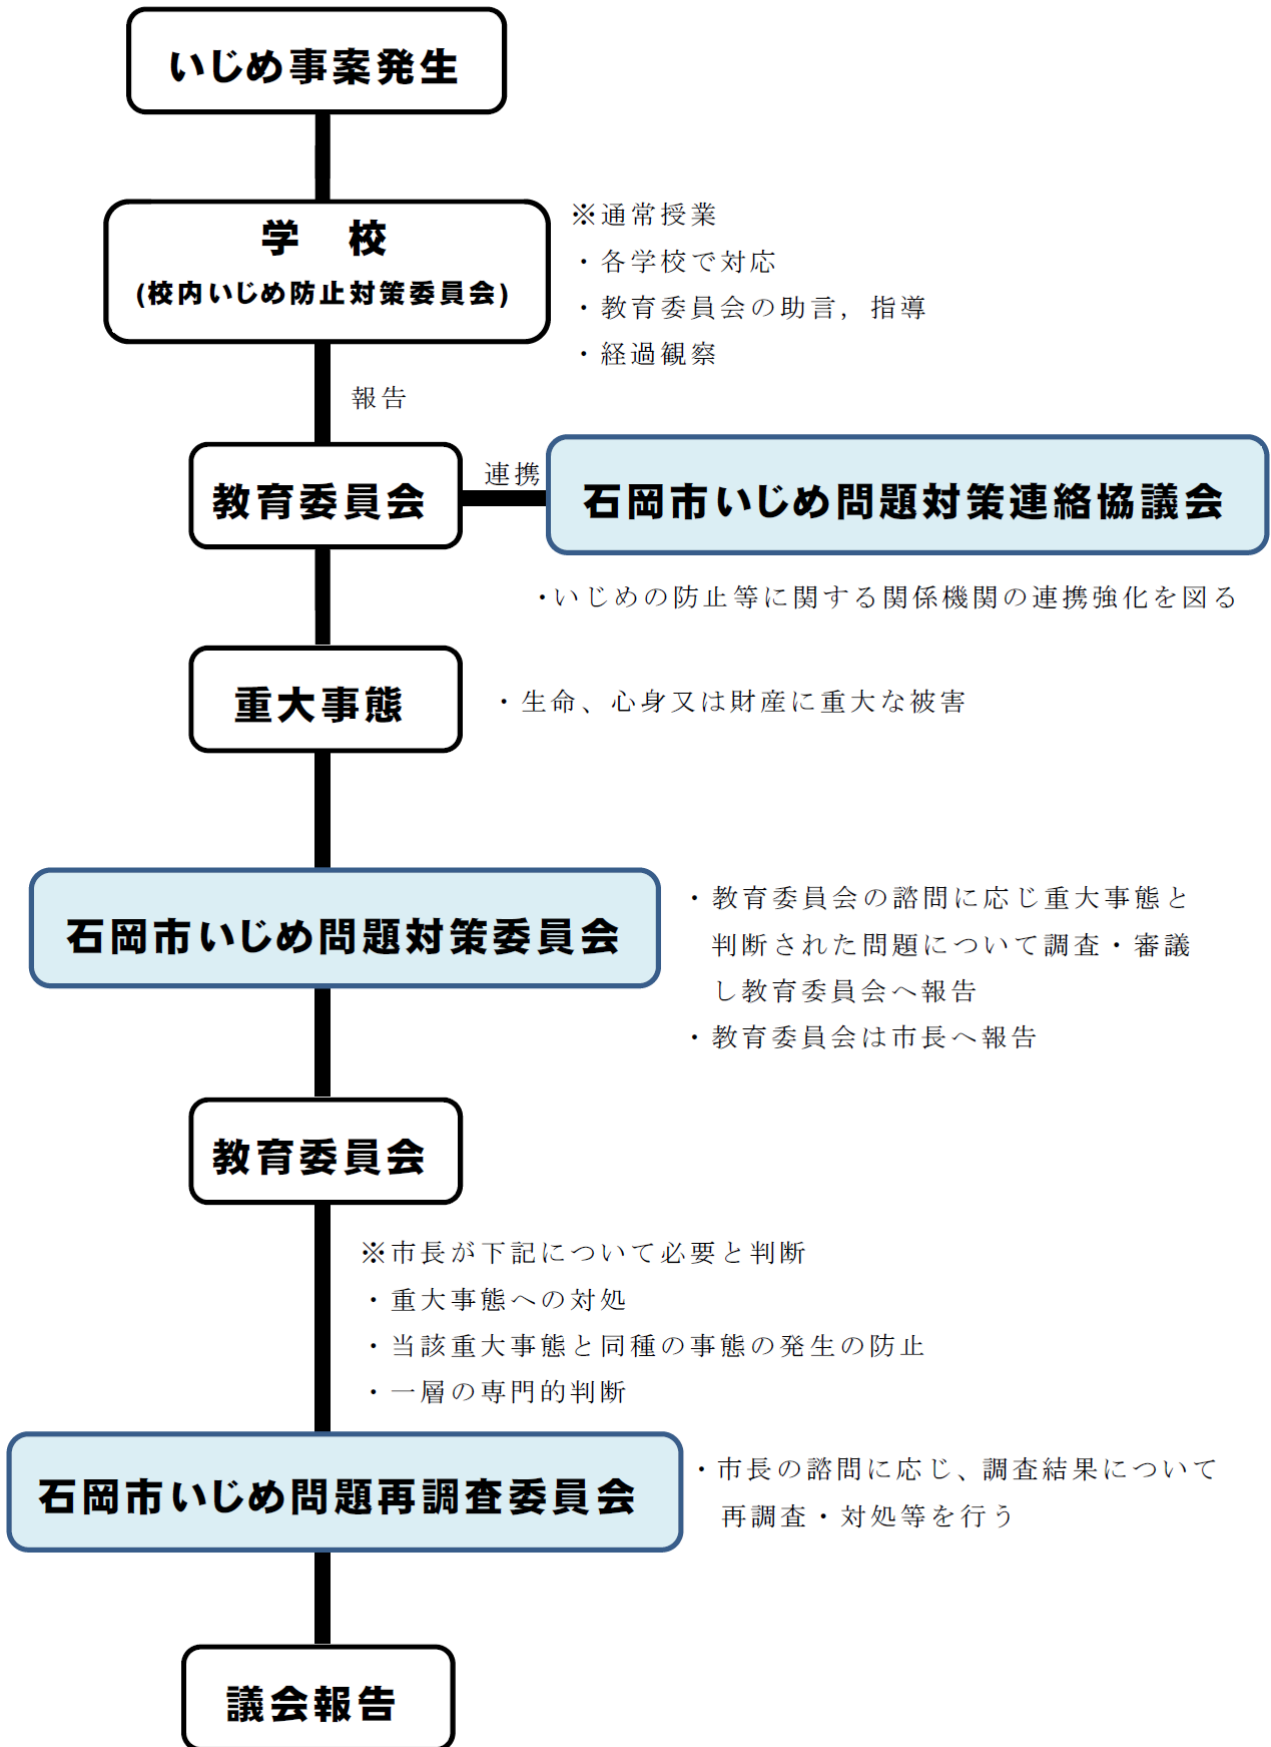 いじめ事案発生
学　校
(校内いじめ防止対策委員会)
※通常授業
・各学校で対応
・教育委員会の助言，指導
・経過観察
報告
教育委員会
連携
石岡市いじめ問題対策連絡協議会
・いじめの防止等に関する関係機関の連携強化を図る
重大事態
・生命、心身又は財産に重大な被害
石岡市いじめ問題対策委員会
・教育委員会の諮問に応じ重大事態と
判断された問題について調査・審議
し教育委員会へ報告
・教育委員会は市長へ報告
教育委員会
※市長が下記について必要と判断
・重大事態への対処
・当該重大事態と同種の事態の発生の防止
・一層の専門的判断
石岡市いじめ問題再調査委員会
・市長の諮問に応じ、調査結果について
再調査・対処等を行う
議会報告